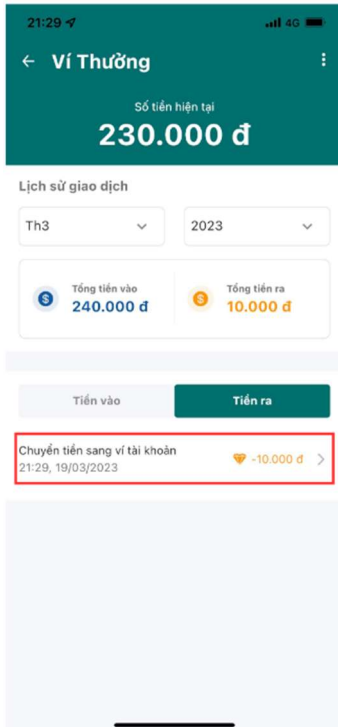 21:29
4G
Ví Thưởng
Số tiền hiện tại
230.000 đ
Lịch sử giao dịch
Th3
2023
Tổng tiền vào
240.000 đ
Tổng tiền ra
10.000 đ
Tiền vào
Tiền ra
Chuyển tiền sang ví tài khoản
-10.000 đ
21:29, 19/03/2023